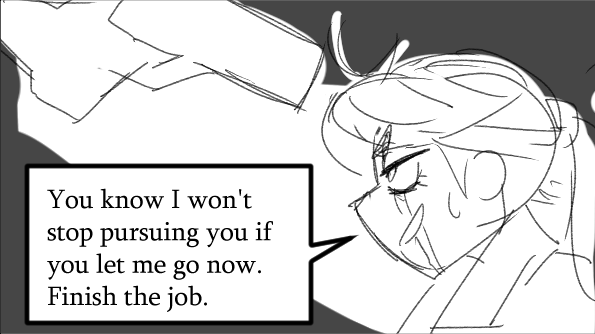 You know I won't
stop pursuing you if
you let me go now.
Finish the job.